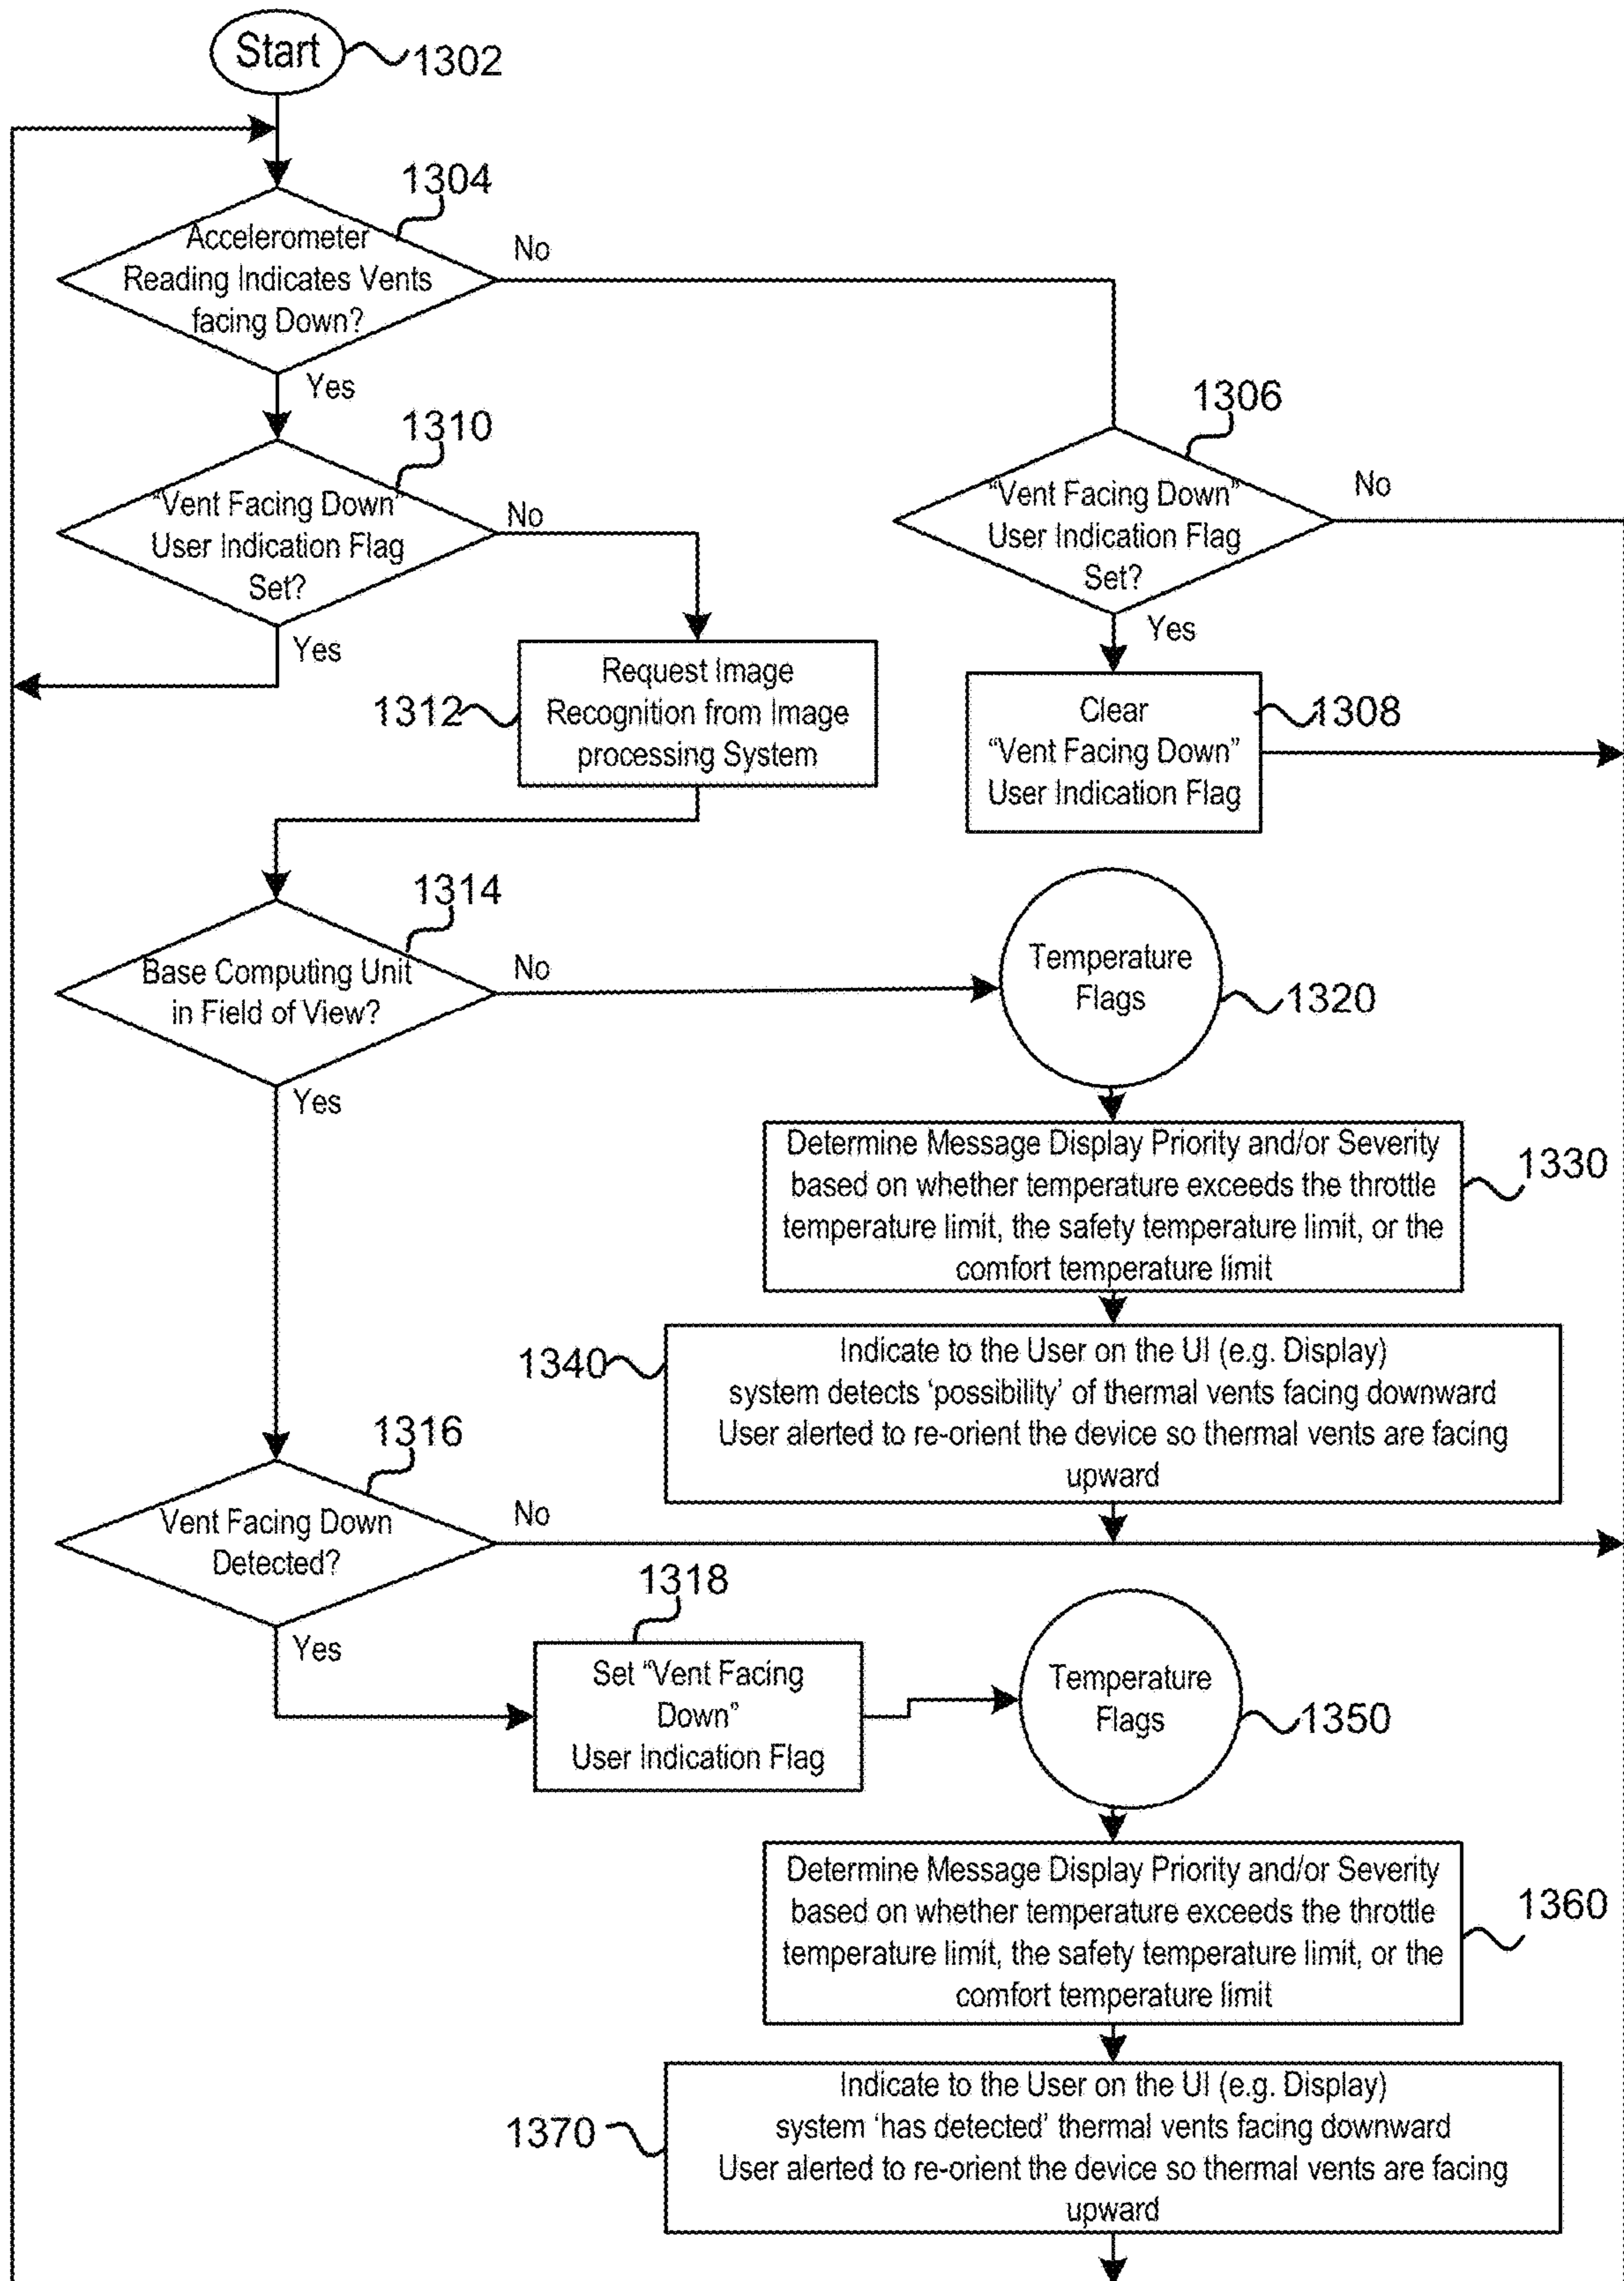 Start
1302
1304
Accelerometer
Reading Indicates Vents
facing Down?
No
Yes
1310
“Vent Facing Down”
User Indication Flag
Set?
No
Yes
1306
“Vent Facing Down”
User Indication Flag
Set?
No
Yes
1312
Request Image
Recognition from Image
processing System
Clear
“Vent Facing Down”
User Indication Flag
1308
1314
Base Computing Unit
in Field of View?
No
Yes
Temperature
Flags
1320
Determine Message Display Priority and/or Severity
based on whether temperature exceeds the throttle
temperature limit, the safety temperature limit, or the
comfort temperature limit
1330
1340
Indicate to the User on the UI (e.g. Display)
system detects ‘possibility’ of thermal vents facing downward
User alerted to re-orient the device so thermal vents are facing
upward
1316
Vent Facing Down
Detected?
No
Yes
1318
Set “Vent Facing
Down”
User Indication Flag
Temperature
Flags
1350
Determine Message Display Priority and/or Severity
based on whether temperature exceeds the throttle
temperature limit, the safety temperature limit, or the
comfort temperature limit
1360
1370
Indicate to the User on the UI (e.g. Display)
system ‘has detected’ thermal vents facing downward
User alerted to re-orient the device so thermal vents are facing
upward